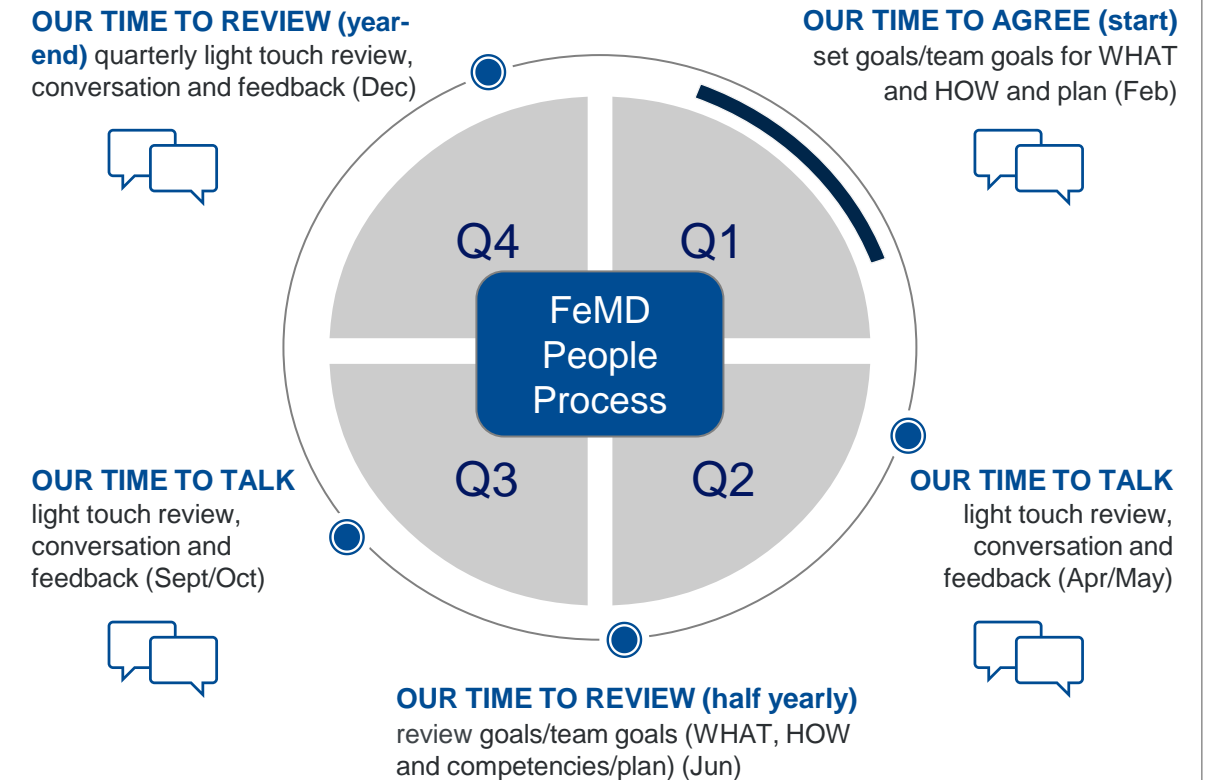 OUR TIME TO REVIEW (year-
end) quarterly light touch review,
conversation and feedback (Dec)
OUR TIME TO AGREE (start)
set goals/team goals for WHAT
and HOW and plan (Feb)
Q4
Q1
FeMD
People
Process
Q3
Q2
OUR TIME TO TALK
light touch review,
conversation and
feedback (Sept/Oct)
OUR TIME TO TALK
light touch review,
conversation and
feedback (Apr/May)
OUR TIME TO REVIEW (half yearly)
review goals/team goals (WHAT, HOW
and competencies/plan) (Jun)